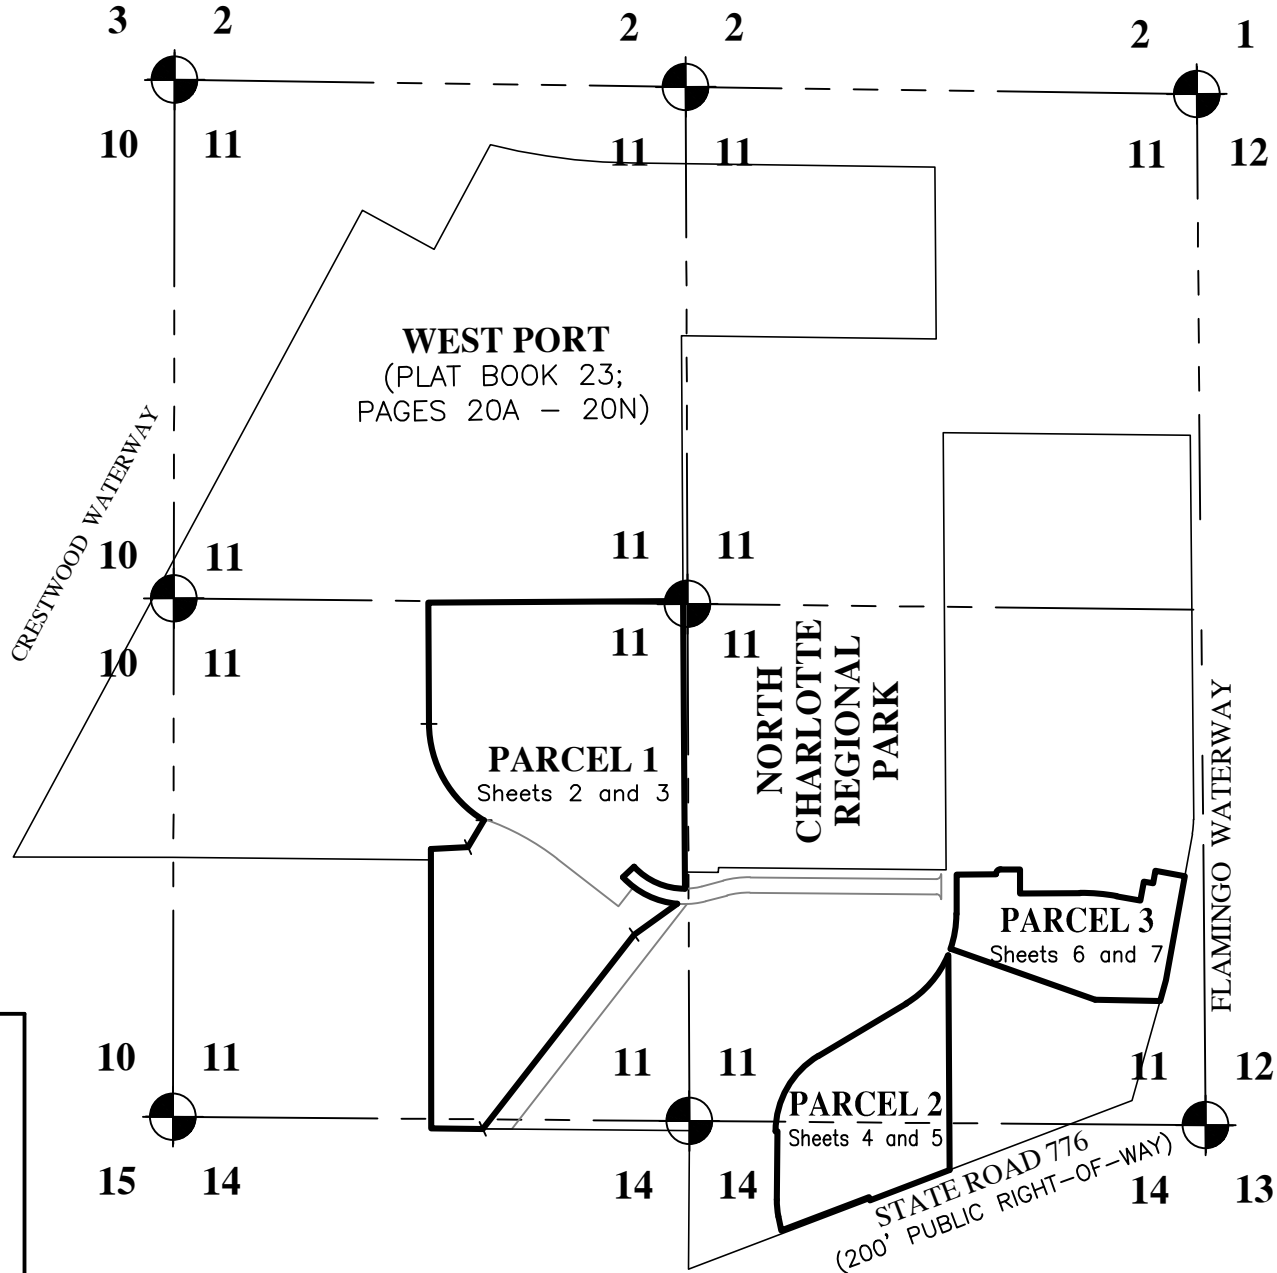 3 2 2 2 2 1
10 11 11 11 11 12
WEST PORT
(PLAT BOOK 23;
PAGES 20A - 20N)
CRESTWOOD WATERWAY
10 11 11 11
10 11 11 11
NORTH
CHARLOTTE
REGIONAL
PARK
PARCEL 1
Sheets 2 and 3
FLAMINGO WATERWAY
PARCEL 3
Sheets 6 and 7
10 11 11 11 11 12
PARCEL 2
Sheets 4 and 5
15 14 14 14 14 13
STATE ROAD 776
(200' PUBLIC RIGHT-OF-WAY)